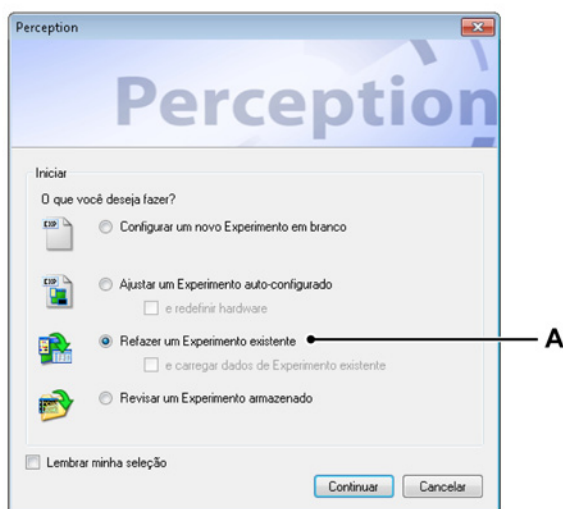 Perception
Perception
Iniciar
O que você deseja fazer?
EXP
Configurar um novo Experimento em branco
EXP
Ajustar um Experimento auto-configurado
e redefinir hardware
Refazer um Experimento existente
A
e carregar dados de Experimento existente
Revisar um Experimento armazenado
Lembrar minha seleção
Continuar
Cancelar